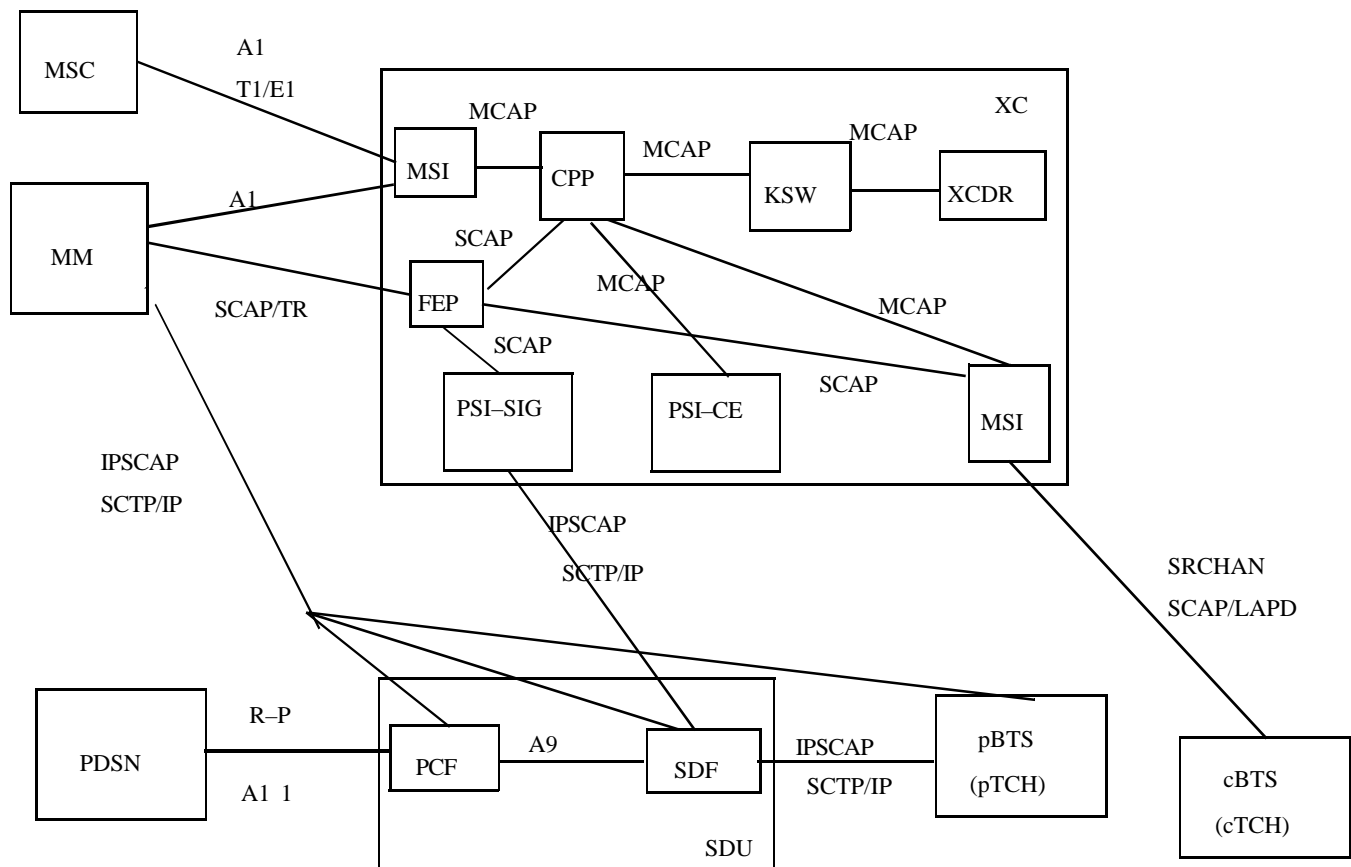 A1
MSC
T1/E1
XC
MCAP
MCAP
MCAP
MSI
CPP
KSW
XCDR
A1
MM
SCAP
MCAP
FEP
SCAP/TR
MCAP
SCAP
SCAP
PSI–SIG
PSI–CE
MSI
IPSCAP
SCTP/IP
IPSCAP
SCTP/IP
SRCHAN
SCAP/LAPD
R–P
A9
IPSCAP
pBTS
PDSN
PCF
SDF
SCTP/IP
(pTCH)
cBTS
A1 1
(cTCH)
SDU